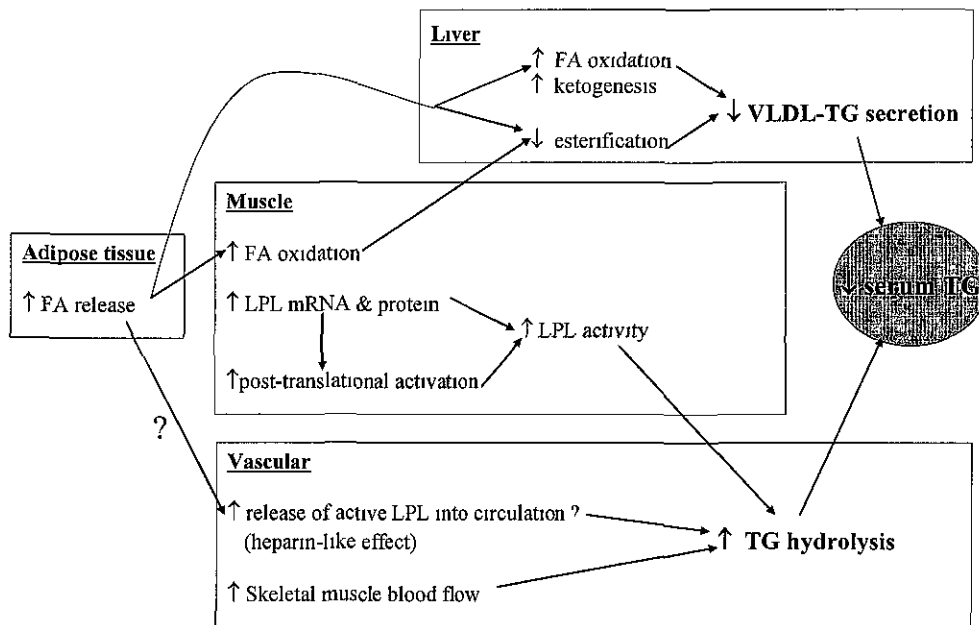 Liver
↑ FA oxidation
↑ ketogenesis
↓ VLDL-TG secretion
↓ esterification
Muscle
↑ FA oxidation
↑ LPL mRNA & protein
↑ LPL activity
↑post-translational activation
Adipose tissue
↑ FA release
↓ serum TG
?
Vascular
↑ release of active LPL into circulation ?
(heparin-like effect)
↑ TG hydrolysis
↑ Skeletal muscle blood flow